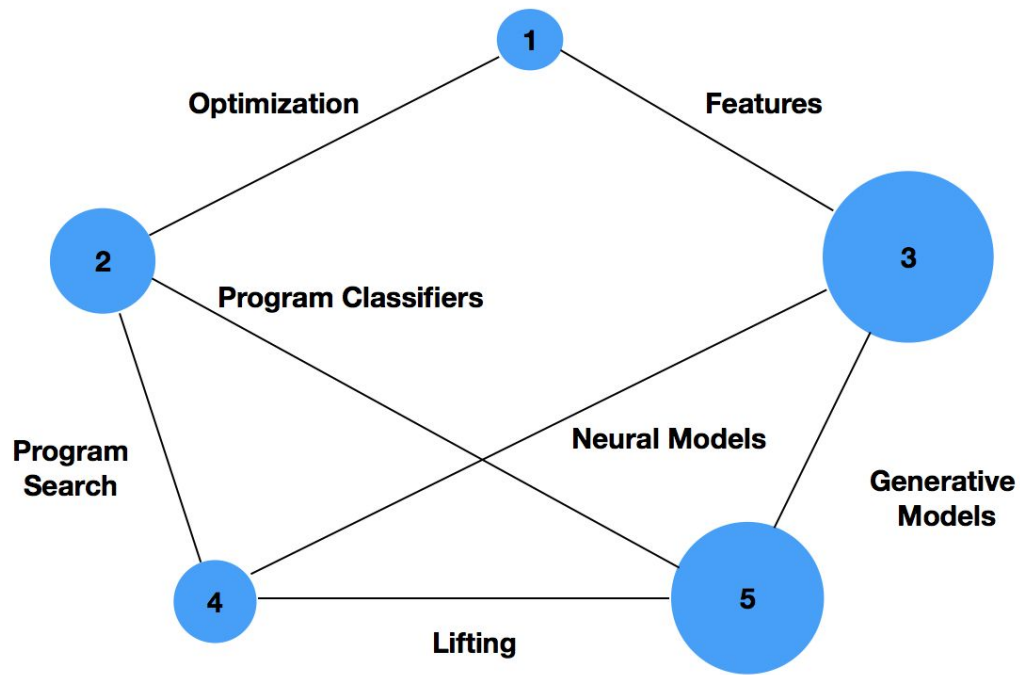 1
Optimization
Features
2
3
Program Classifiers
Neural Models
Program
Search
Generative
Models
4
5
Lifting